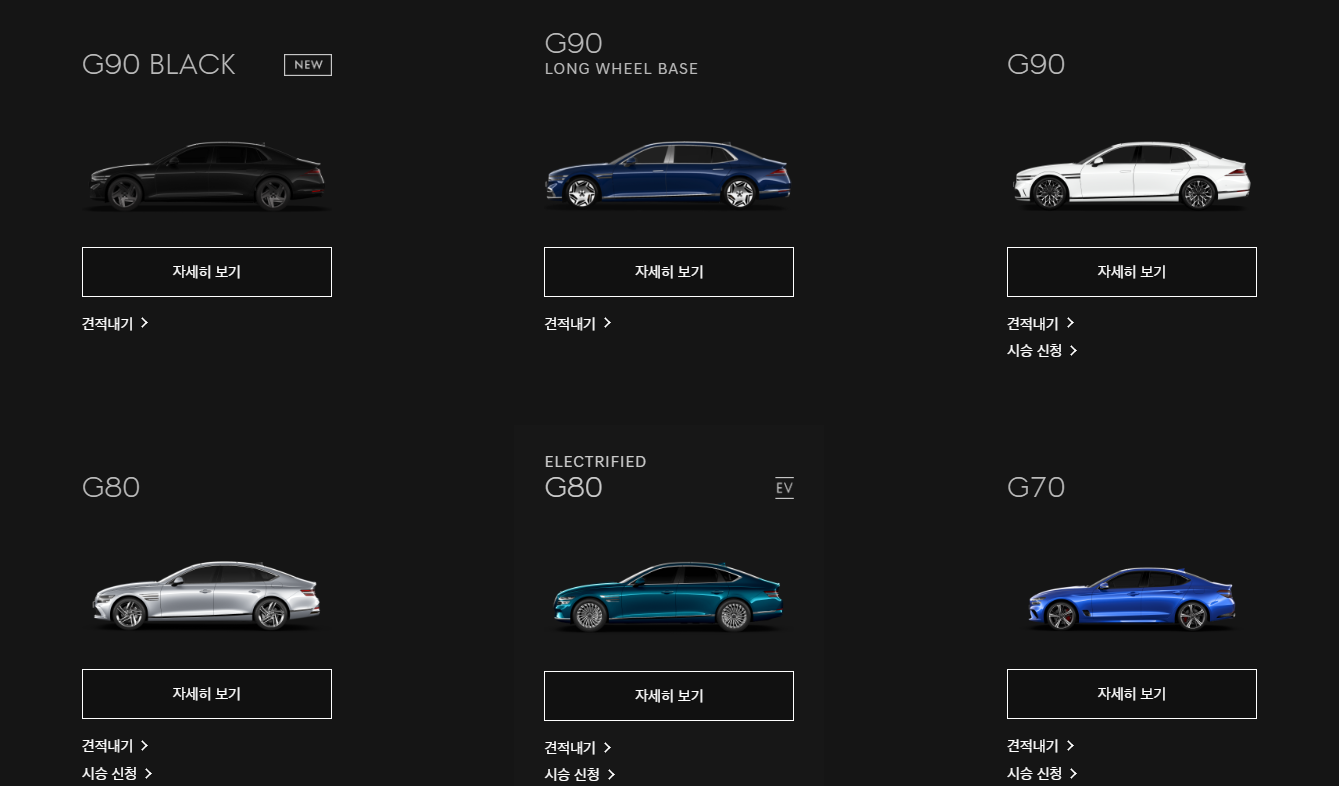 G90 BLACK
NEW
자세히 보기
견적내기
G90
LONG WHEEL BASE
자세히 보기
견적내기
G90
자세히 보기
견적내기
시승 신청
G80
자세히 보기
견적내기
시승 신청
ELECTRIFIED
G80
EV
자세히 보기
견적내기
시승 신청
G70
자세히 보기
견적내기
시승 신청